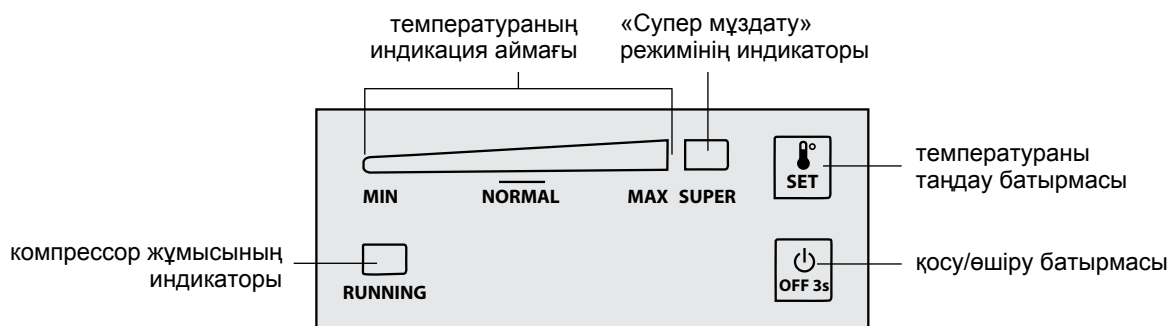 температураның
индикация аймағы
«Супер мұздату»
режимінің индикаторы
MIN
NORMAL
MAX
SUPER
SET
температураны
таңдау батырмасы
компрессор жұмысының
индикаторы
RUNNING
OFF 3s
қосу/өшіру батырмасы